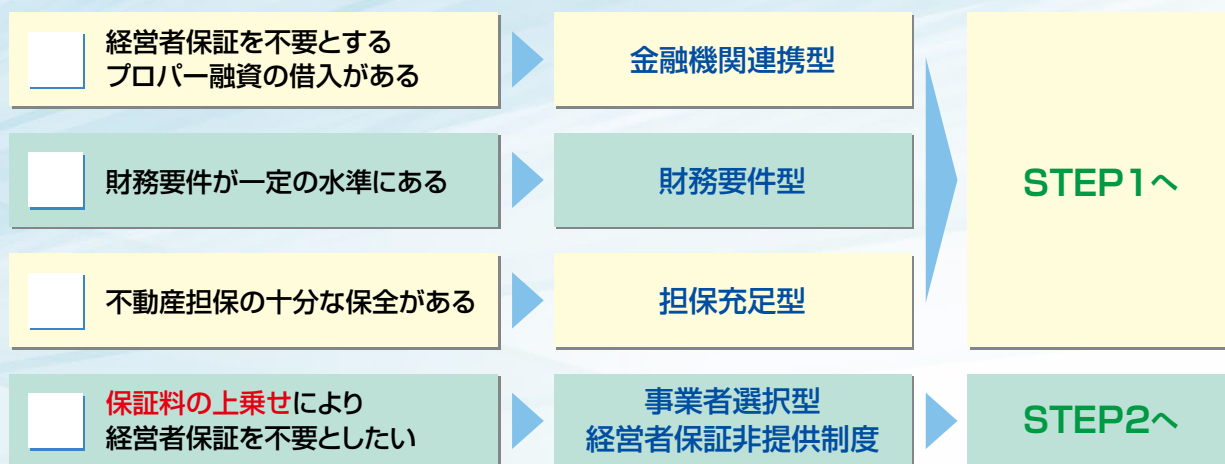 経営者保証を不要とする
プロパー融資の借入がある
金融機関連携型
財務要件が一定の水準にある
財務要件型
不動産担保の十分な保全がある
担保充足型
STEP1へ
保証料の上乗せにより
経営者保証を不要としたい
事業者選択型
経営者保証非提供制度
STEP2へ